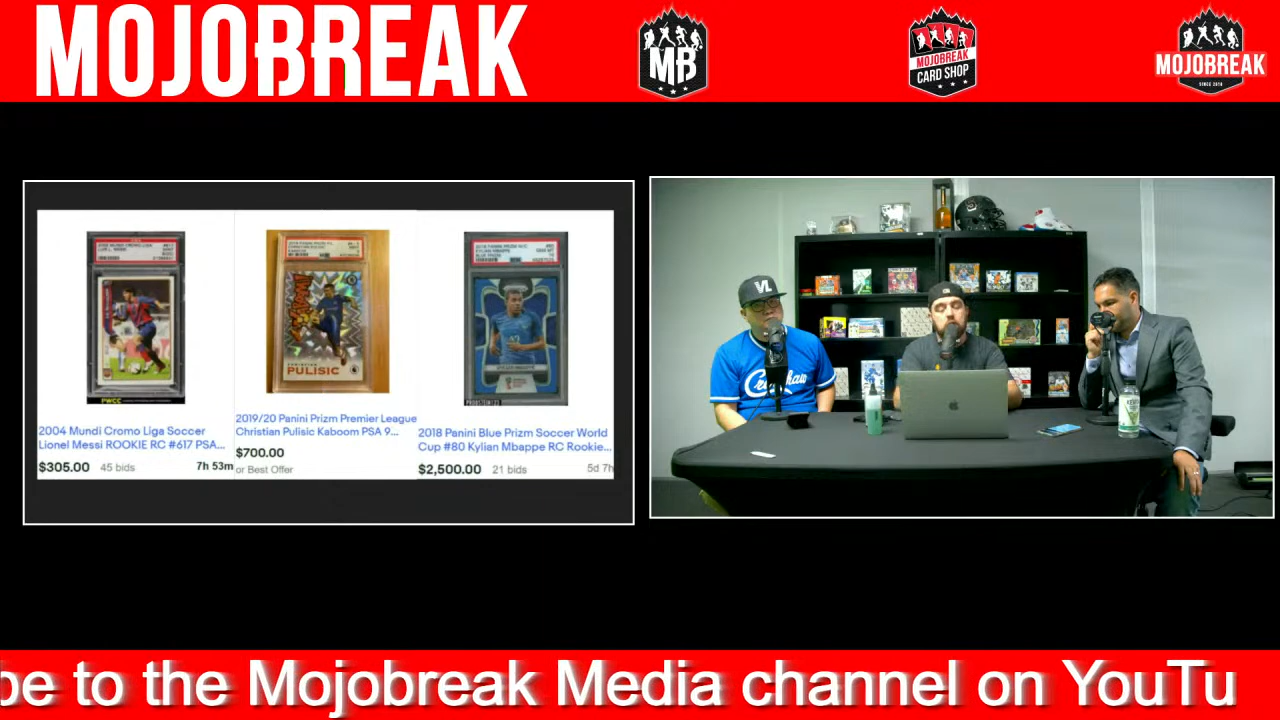 MOJOBREAK
MB
MOJOBREAK
CARD SHOP
MOJOBREAK
PWCC
2004 Mundi Cromo Liga Soccer
Lionel Messi ROOKIE RC #617 PSA...
$305.00 45 bids 7h 53m
PULISIC
2019/20 Panini Prizm Premier League
Christian Pulisic Kaboom PSA 9...
$700.00
or Best Offer
2018 Panini Blue Prizm Soccer World
Cup #80 Kylian Mbappe RC Rookie...
$2,500.00 21 bids 5d 7h
VL
Crenshaw
be to the Mojobreak Media channel on YouTu